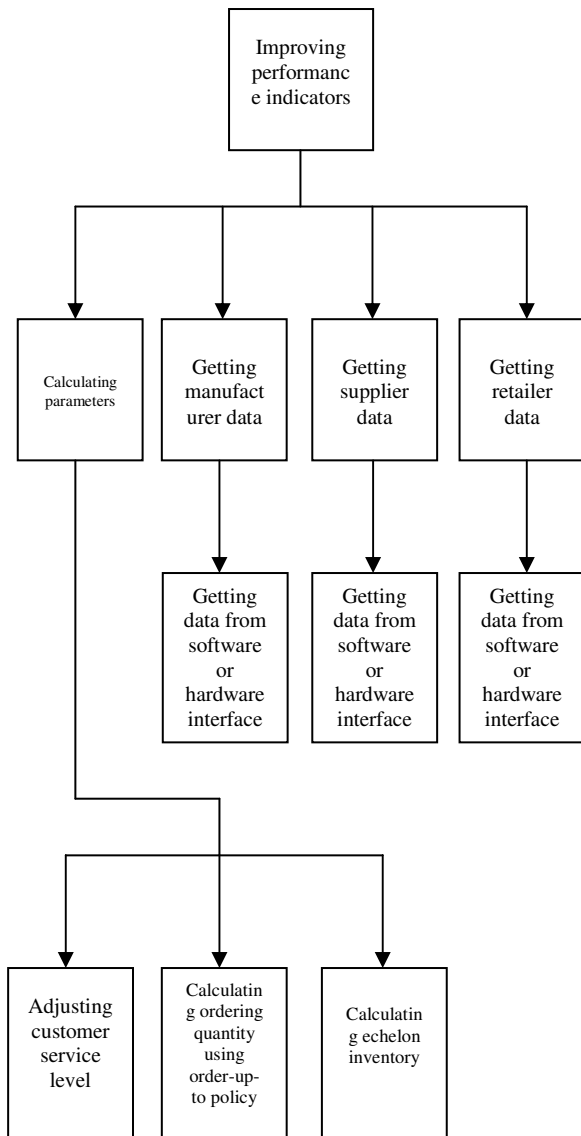 Improving
performanc
e indicators
Calculating
parameters
Getting
manufact
urer data
Getting
supplier
data
Getting
retailer
data
Getting
data from
software
or
hardware
interface
Getting
data from
software
or
hardware
interface
Getting
data from
software
or
hardware
interface
Adjusting
customer
service
level
Calculatin
g ordering
quantity
using
order-up-
to policy
Calculatin
g echelon
inventory